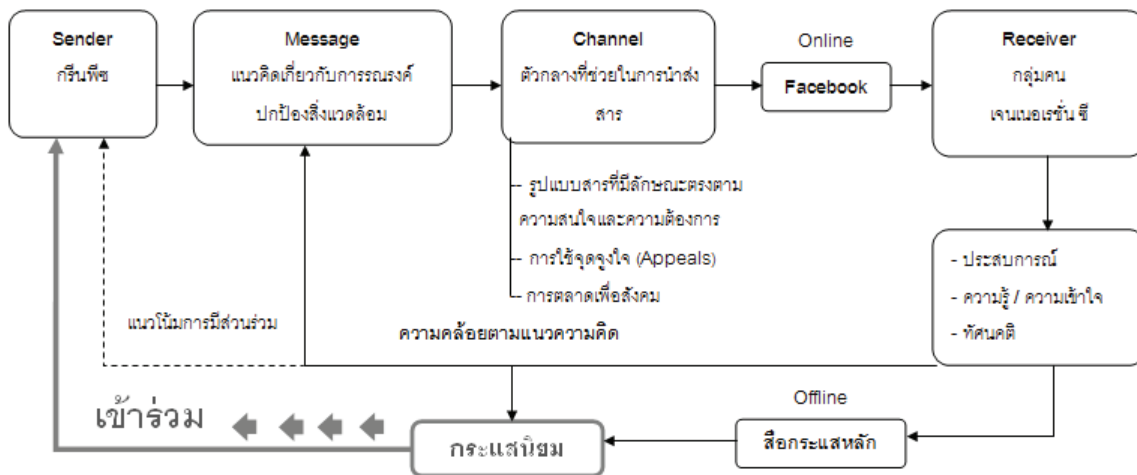 Sender
กรีนพีซ
Message
แนวคิดเกี่ยวกับการรณรงค์
ปกป้องสิ่งแวดล้อม
Channel
ตัวกลางที่ช่วยในการนำส่ง
สาร
Online
Facebook
Receiver
กลุ่มคน
เจนเนอเรชั่น ซี
- รูปแบบสารที่มีลักษณะตรงตาม
ความสนใจและความต้องการ
- การใช้จุดจูงใจ (Appeals)
- การตลาดเพื่อสังคม
- ประสบการณ์
- ความรู้ / ความเข้าใจ
- ทัศนคติ
แนวโน้มการมีส่วนร่วม
ความคล้อยตามแนวความคิด
Offline
เข้าร่วม
กระแสนิยม
สื่อกระแสหลัก